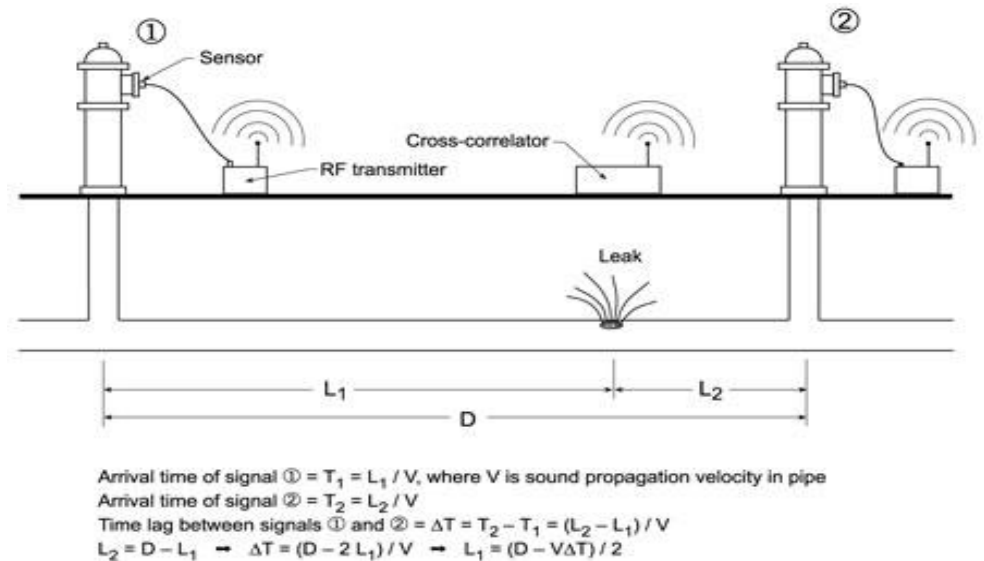 ① ②
Sensor
Cross-correlator
RF transmitter
Leak
L₁ L₂
D
Arrival time of signal ① = T₁ = L₁ / V, where V is sound propagation velocity in pipe
Arrival time of signal ② = T₂ = L₂ / V
Time lag between signals ① and ② = ΔT = T₂ – T₁ = (L₂ – L₁) / V
L₂ = D – L₁ ➞ ΔT = (D – 2 L₁) / V ➞ L₁ = (D – VΔT) / 2